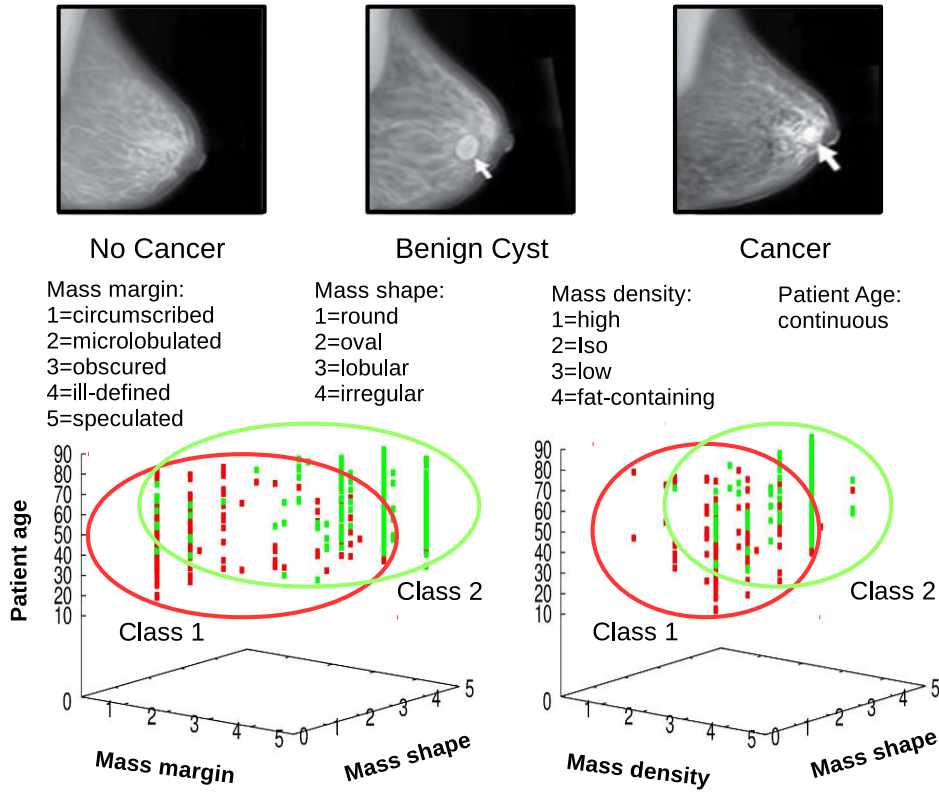 No Cancer
Benign Cyst
Cancer
Mass margin:
1=circumscribed
2=microlobulated
3=obscured
4=ill-defined
5=speculated
Mass shape:
1=round
2=oval
3=lobular
4=irregular
Mass density:
1=high
2=Iso
3=low
4=fat-containing
Patient Age:
continuous
Patient age
90
80
70
60
50
40
30
20
10
0
Class 1
Class 2
1
2
3
4
5
0
1
2
3
4
5
Mass margin
Mass shape
90
80
70
60
50
40
30
20
10
0
Class 1
Class 2
1
2
3
4
5
0
1
2
3
4
5
Mass density
Mass shape